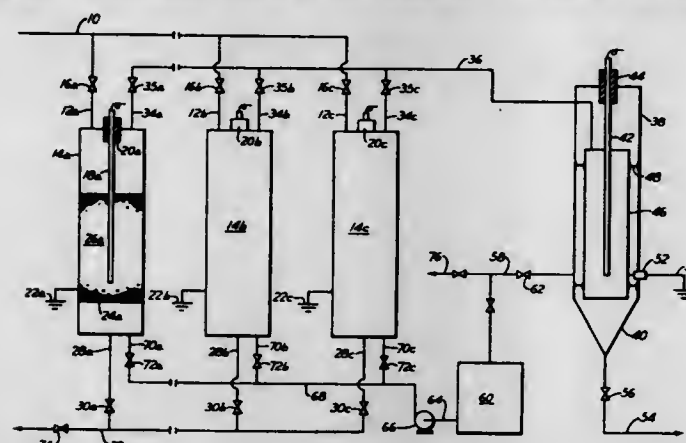 10
36
16a 35a 16b 35b 16c 35c 44
12a 34a 12b 34b 12c 34c 42 38
14a 18a 20a 20b 20c 48
26a 14b 14c 46
76 58 52
62
22a 24a 22b 22c
40
28a 70a 28b 70b 28c 70c
72a 72b 72c 60
56
68 64
30a 30b 30c 66 54